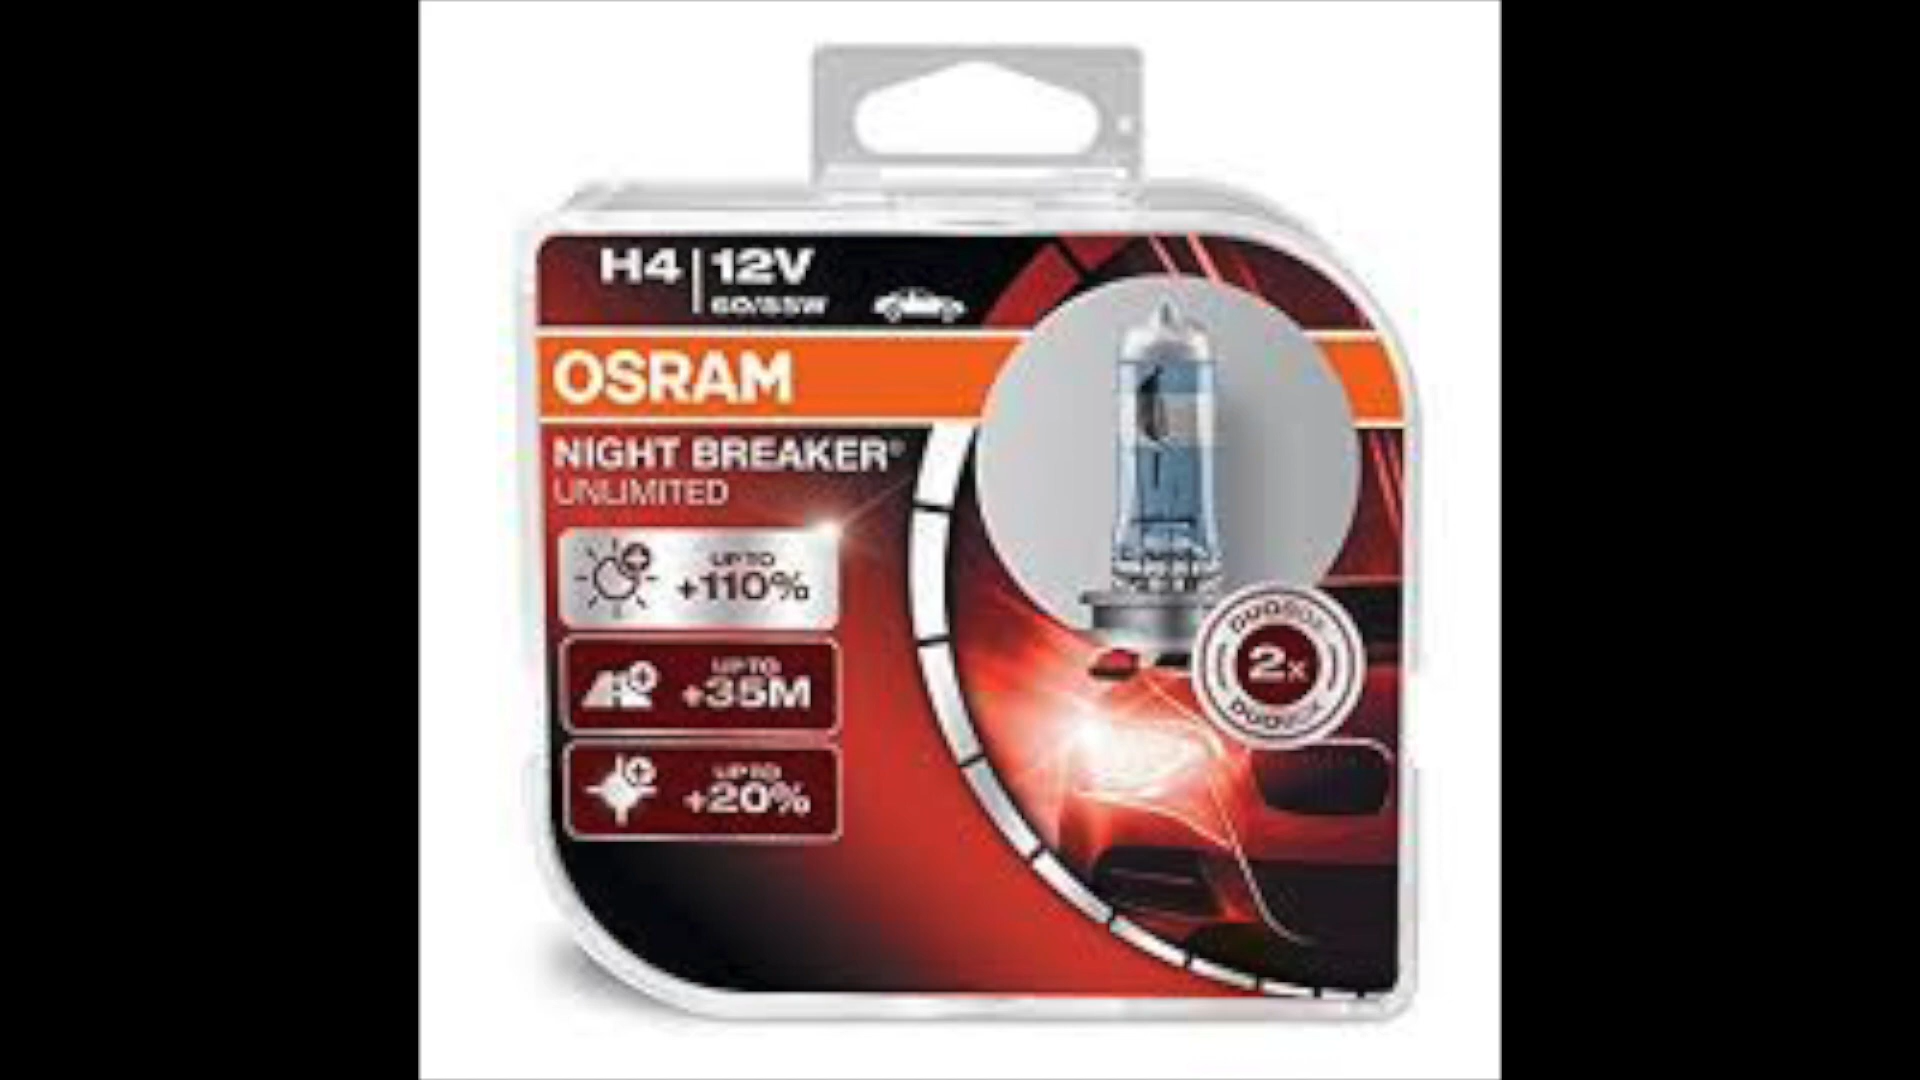 H4 | 12V
60/55W
OSRAM
NIGHT BREAKER®
UNLIMITED
UP TO
+110%
UP TO
+35M
UP TO
+20%
DUOBOX
2x
DUOBOX